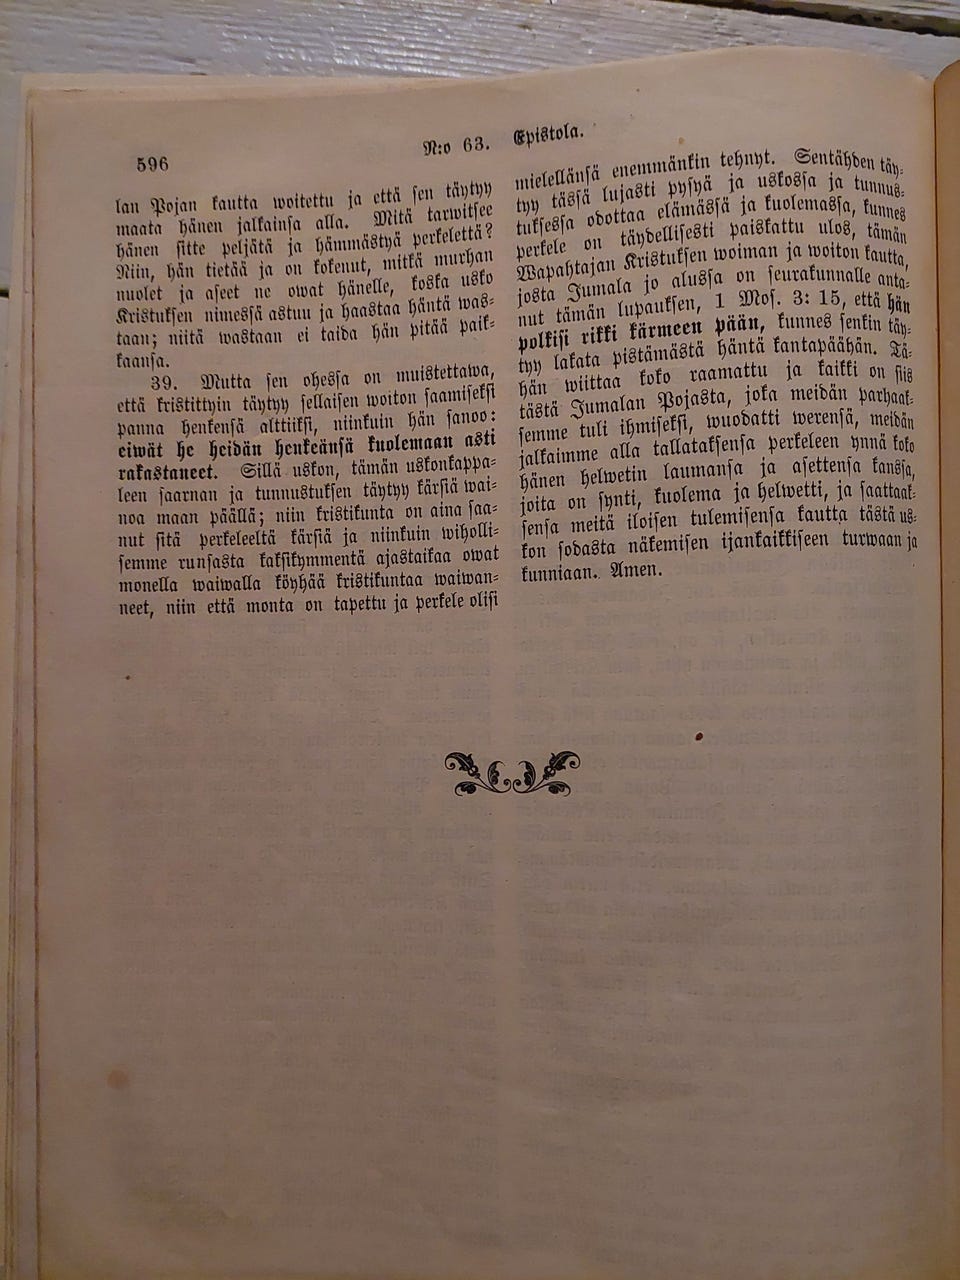 596
N:o 63. Epistola.
lan Pojan kautta woitettu ja että sen täytyy
maata hänen jalkainsa alla. Mitä tarwitsee
hänen sitte peljätä ja hämmästyä perkelettä?
Niin, hän tietää ja on kokenut, mitkä murhan
nuolet ja aseet ne owat hänelle, koska usko
Kristuksen nimessä astuu ja haastaa häntä was=
taan; niitä wastaan ei taida hän pitää paik=
kaansa.
39. Mutta sen ohessa on muistettawa,
että kristittyin täytyy sellaisen woiton saamiseksi
panna henkensä alttiiksi, niinkuin hän sanoo:
eiwät he heidän henkeänsä kuolemaan asti
rakastaneet. Sillä uskon, tämän uskonkappa=
leen saarnan ja tunnustuksen täytyy kärsiä wai=
noa maan päällä; niin kristikunta on aina saa=
nut sitä perkeleeltä kärsiä ja niinkuin wiholli=
semme runsasta kaksikymmentä ajastaikaa owat
monella waiwalla köyhää kristikuntaa waiwan=
neet, niin että monta on tapettu ja perkele olisi
mielellänsä enemmänkin tehnyt. Sentähden täy=
tyy tässä lujasti pysyä ja uskossa ja tunnus=
tuksessa odottaa elämässä ja kuolemassa, kunnes
perkele on täydellisesti paiskattu ulos, tämän
Wapahtajan Kristuksen woiman ja woiton kautta,
josta Jumala jo alussa on seurakunnalle anta=
nut tämän lupauksen, 1 Mos. 3: 15, että hän
polkisi rikki kärmeen pään, kunnes senkin täy=
tyy lakata pistämästä häntä kantapäähän. Tä=
hän wiittaa koko raamattu ja kaikki on siis
tästä Jumalan Pojasta, joka meidän parhaak=
semme tuli ihmiseksi, wuodatti werensä, meidän
jalkaimme alla tallataksensa perkeleen ynnä koko
hänen helwetin laumansa ja asettensa kanssa,
joita on synti, kuolema ja helwetti, ja saattaak=
sensa meitä iloisen tulemisensa kautta tästä us=
kon sodasta näkemisen ijankaikkiseen turwaan ja
kunniaan. Amen.